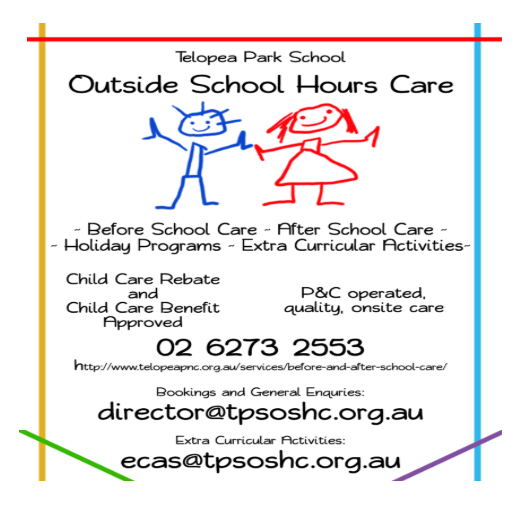 Telopea Park School
Outside School Hours Care
- Before School Care - After School Care -
- Holiday Programs - Extra Curricular Activities-
Child Care Rebate
and
Child Care Benefit
Approved
P&C operated,
quality, onsite care
02 6273 2553
http://www.telopeapnc.org.au/services/before-and-after-school-care/
Bookings and General Enquries:
director@tpsoshc.org.au
Extra Curricular Activities:
ecas@tpsoshc.org.au